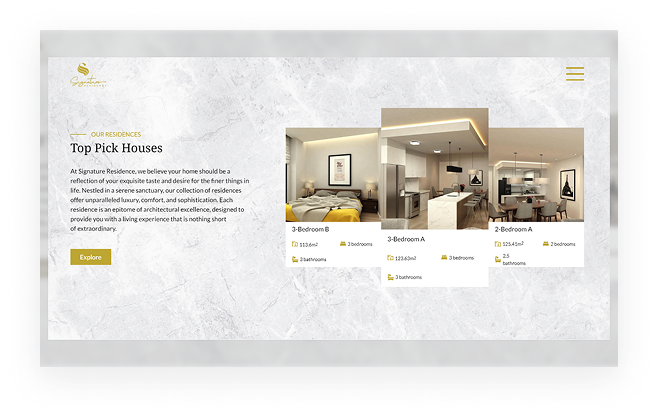 Signature
OUR RESIDENCES
Top Pick Houses
At Signature Residence, we believe your home should be a
reflection of your exquisite taste and desire for the finer things in
life. Nestled in a serene sanctuary, our collection of residences
offer unparalleled luxury, comfort, and sophistication. Each
residence is an epitome of architectural excellence, designed to
provide you with a living experience that is nothing short
of extraordinary.
Explore
3-Bedroom B
113.6m²
3 bedrooms
3 bathrooms
3-Bedroom A
123.63m²
3 bedrooms
3 bathrooms
2-Bedroom A
125.41m²
2 bedrooms
2.5
bathrooms